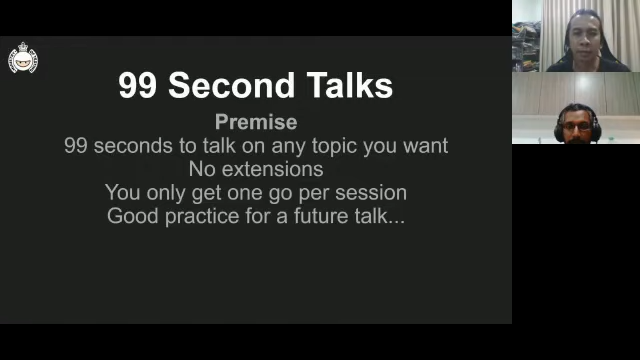 99 Second Talks
Premise
99 seconds to talk on any topic you want
No extensions
You only get one go per session
Good practice for a future talk...